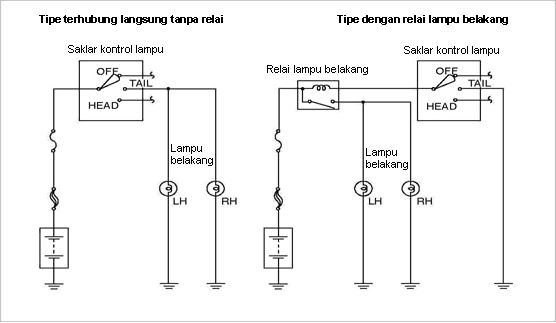 Tipe terhubung langsung tanpa relai
Saklar kontrol lampu
OFF
TAIL
HEAD
Lampu
belakang
LH
RH
Tipe dengan relai lampu belakang
Saklar kontrol lampu
Relai lampu belakang
OFF
TAIL
HEAD
Lampu
belakang
LH
RH